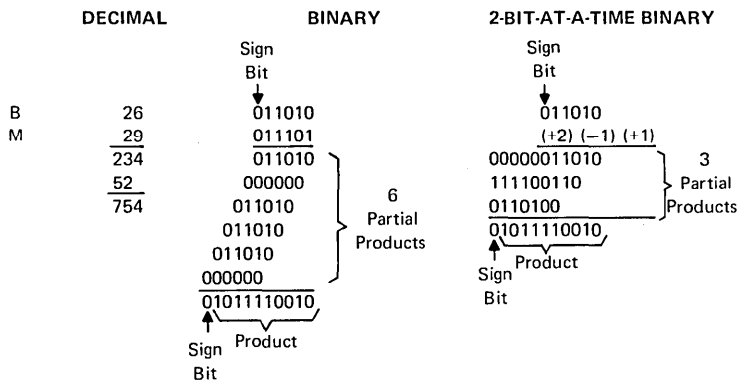 DECIMAL BINARY 2-BIT-AT-A-TIME BINARY
Sign Bit
Sign Bit
B 26 011010 011010
M 29 011101 (+2) (−1) (+1)
234 011010 00000011010
52 000000 111100110
754 011010 0110100
011010 01011110010
011010
000000
01011110010
6 Partial Products
3 Partial Products
Sign Bit
Product
Sign Bit
Product